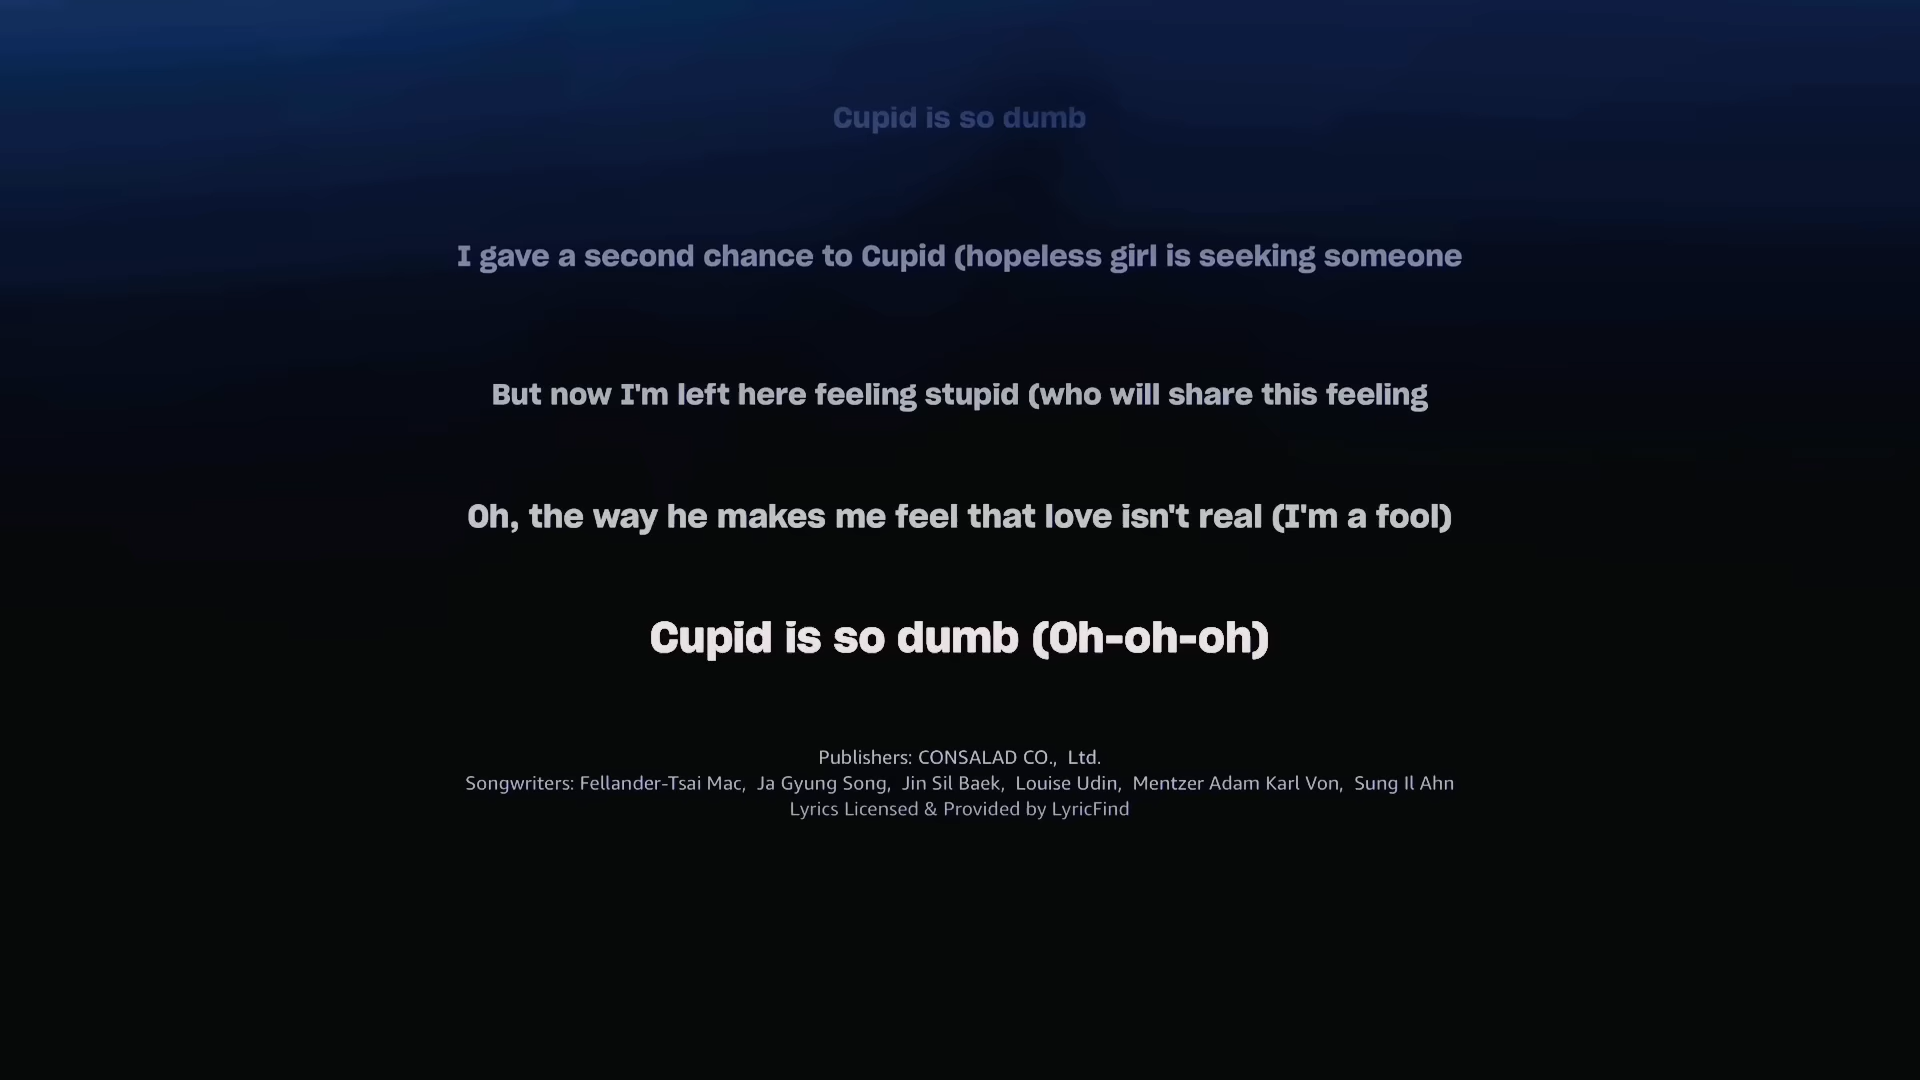 Cupid is so dumb
I gave a second chance to Cupid (hopeless girl is seeking someone
But now I'm left here feeling stupid (who will share this feeling
Oh, the way he makes me feel that love isn't real (I'm a fool)
Cupid is so dumb (Oh-oh-oh)
Publishers: CONSALAD CO.,  Ltd.
Songwriters: Fellander-Tsai Mac,  Ja Gyung Song,  Jin Sil Baek,  Louise Udin,  Mentzer Adam Karl Von,  Sung Il Ahn
Lyrics Licensed & Provided by LyricFind